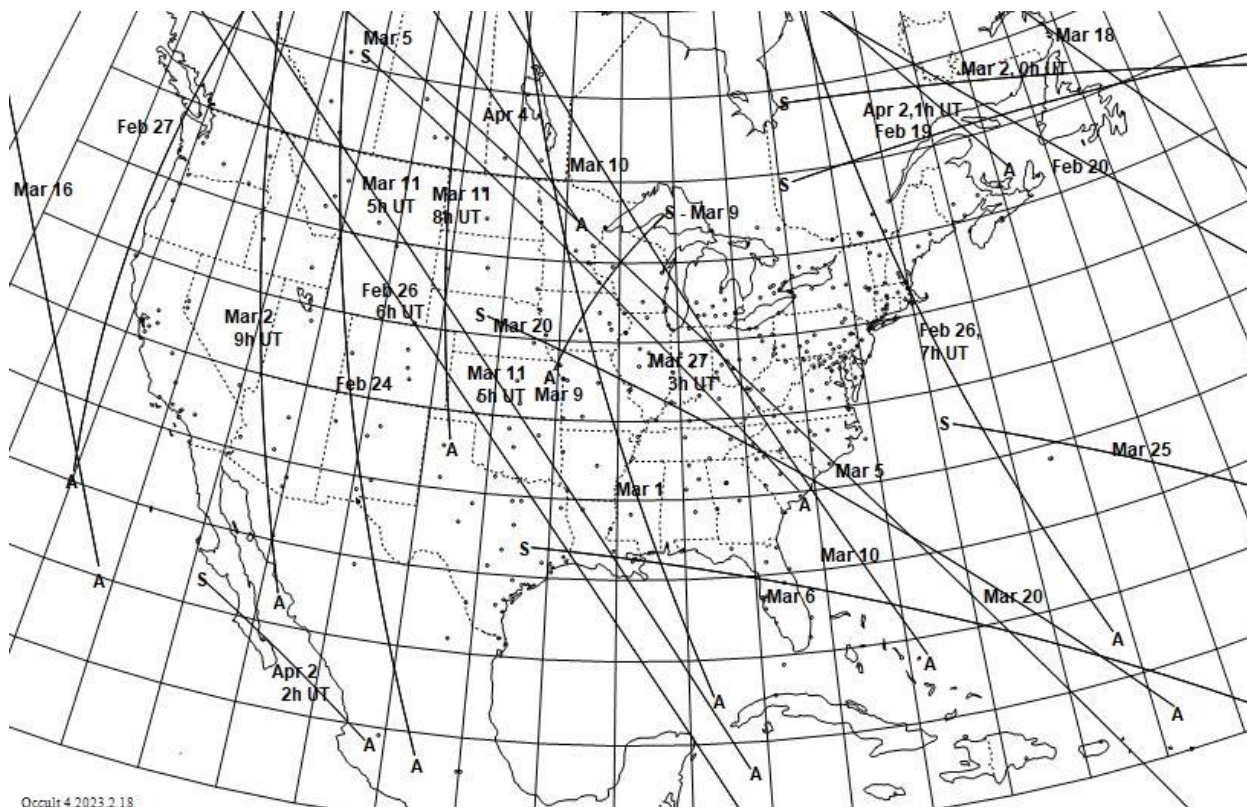 Mar 5
S
Mar 18
Mar 2, 0h UT
S
Apr 4
Apr 2,1h UT
Feb 27
Feb 19
Mar 10
Feb 20
A
Mar 16
Mar 11
5h UT
Mar 11
8h UT
S
S - Mar 9
A
Feb 26
6h UT
Mar 2
9h UT
S
Mar 20
Feb 26,
7h UT
Mar 27
3h UT
Feb 24
Mar 11
5h UT
A
Mar 9
S
Mar 25
A
Mar 5
A
Mar 1
A
S
Mar 10
A
S
A
Mar 6
Mar 20
A
A
Apr 2
2h UT
A
A
A
A
A
Occult 4.2023.2.18